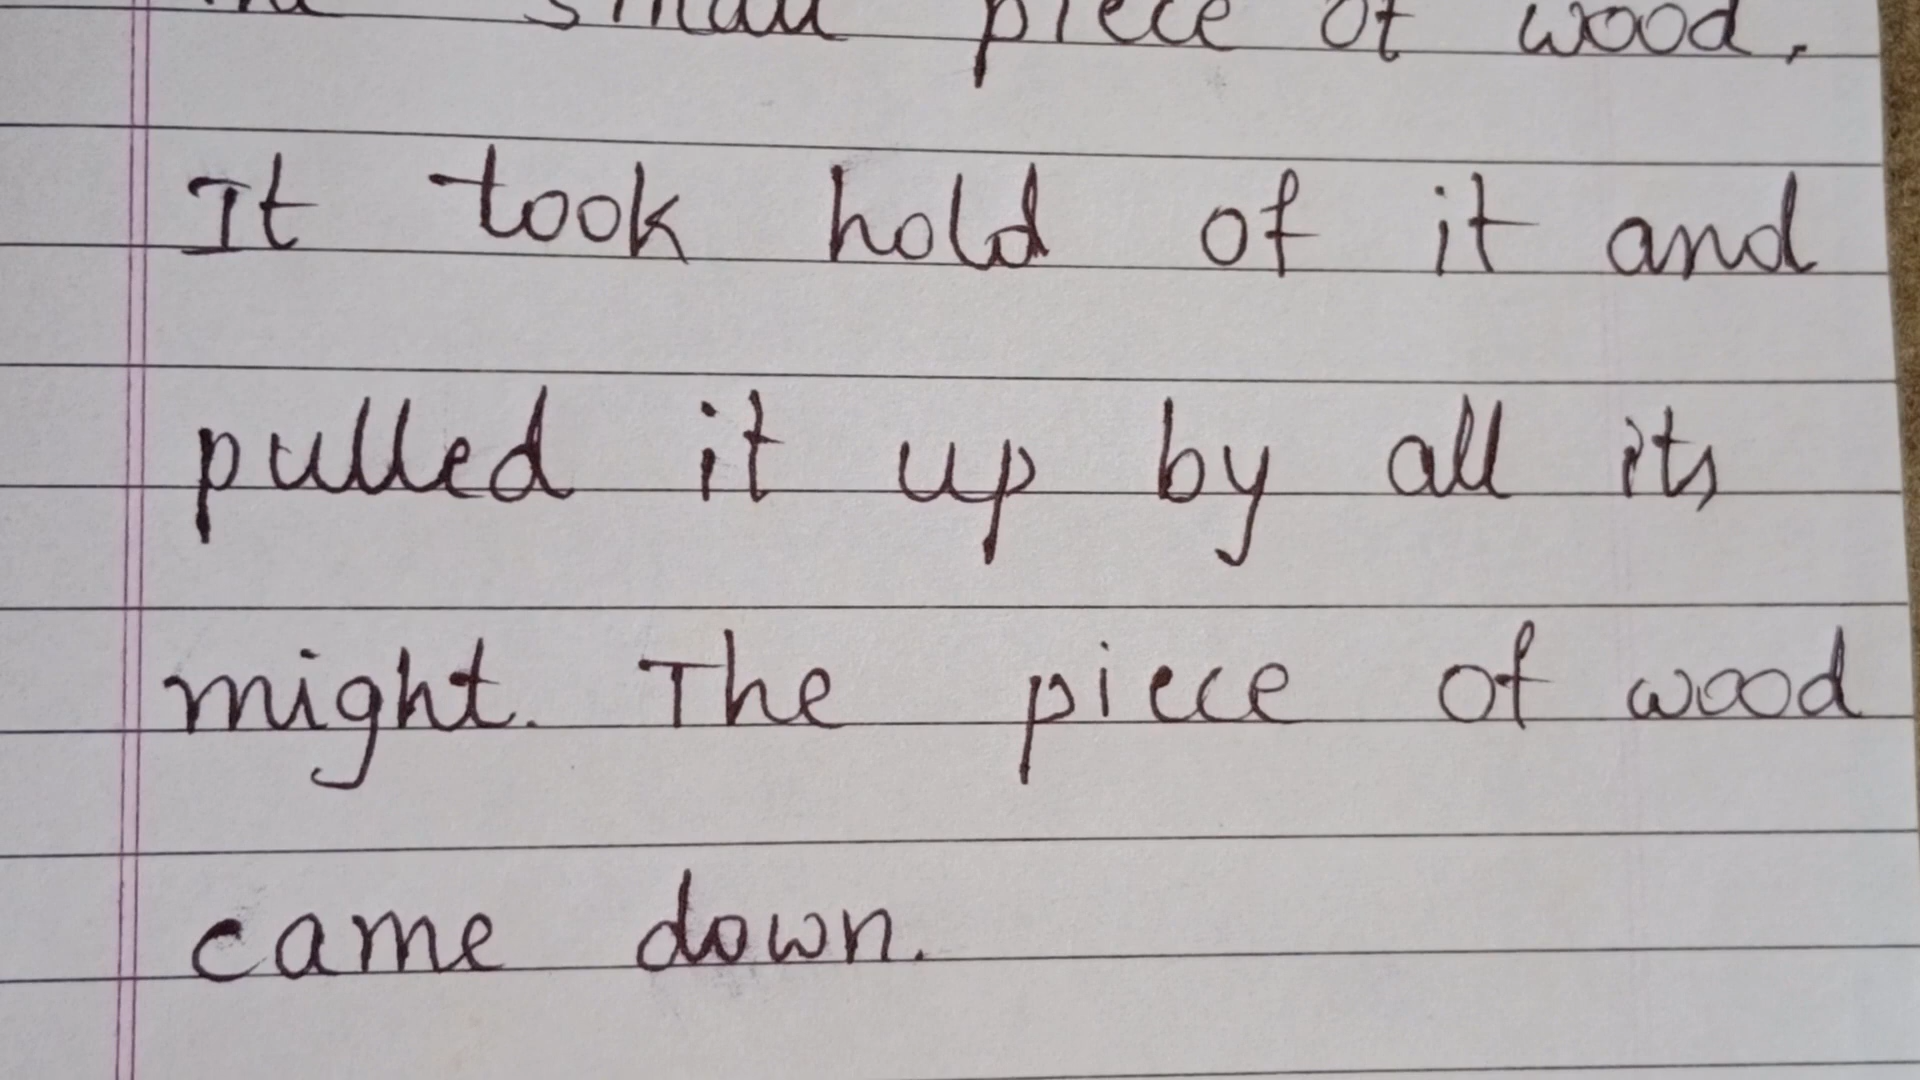 small piece of wood.
It took hold of it and
pulled it up by all its
might. The piece of wood
came down.